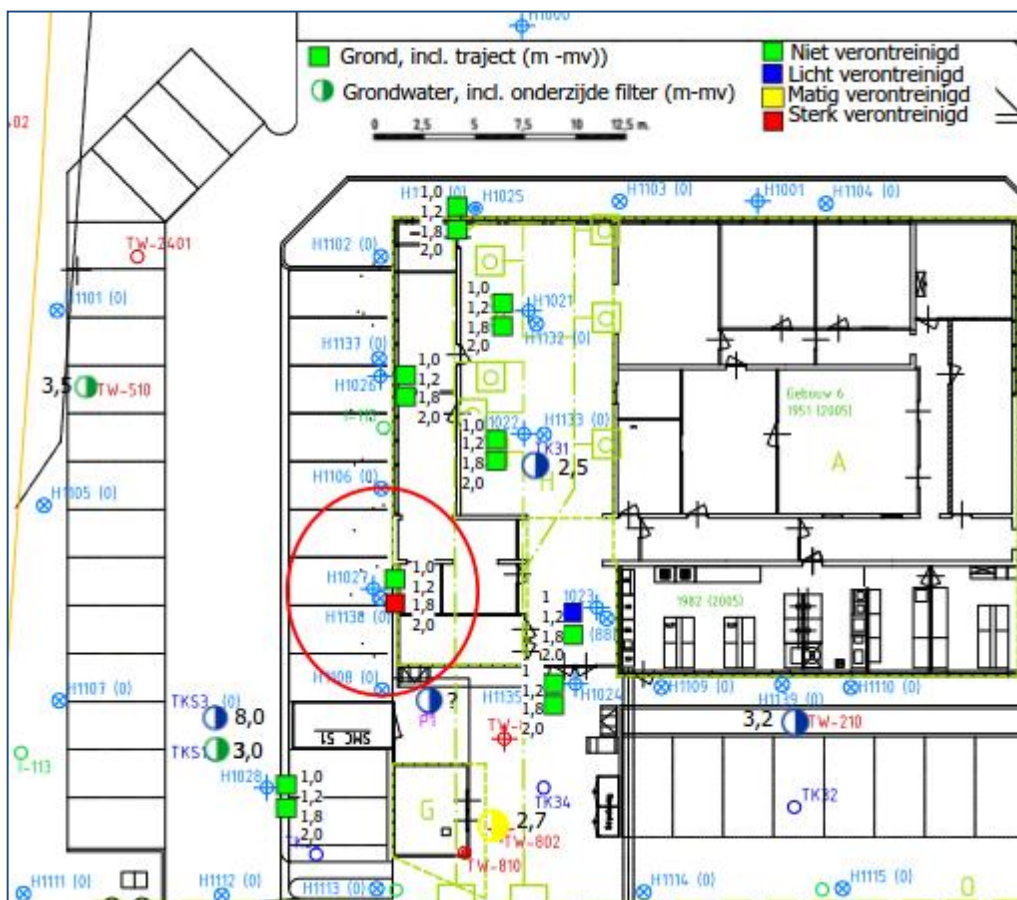 H1000
Grond, incl. traject (m -mv))
Grondwater, incl. onderzijde filter (m-mv)
Niet verontreinigd
Licht verontreinigd
Matig verontreinigd
Sterk verontreinigd
0 2,5 5 7,5 10 12,5 m.
H1025
H1103 (0)
H1001
H1104 (0)
1,0
1,2
1,8
2,0
TW-2401
H1102 (0)
H1101 (0)
1,0
1,2
1,8
2,0
H1021
H1132 (0)
H1137 (0)
H1026
1,0
1,2
1,8
2,0
3,5
TW-510
Gebouw 6
1951 (2005)
1,0
1,2
1,8
2,0
H1133 (0)
TK31
2,5
H
A
H1106 (0)
H1105 (0)
H1027
H1138 (0)
1,0
1,2
1,8
2,0
1
1,2
1,8
2,0
1023
(88)
1982 (2005)
H1107 (0)
H1108 (0)
H1135
1
1,2
1,8
2,0
H1024
H1109 (0)
H1139 (0)
H1110 (0)
TKS3
(0)
8,0
?
3,2
TW-210
3,0
I-113
SMC 51
H1028
1,0
1,2
1,8
2,0
G
TK34
TK32
2,7
TW-802
TW-810
H1111 (0)
H1112 (0)
H1113 (0)
H1114 (0)
H1115 (0)
O